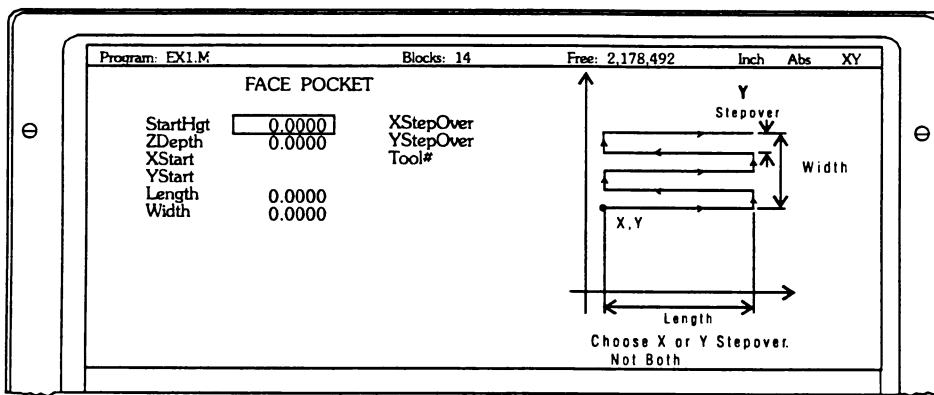 Program: EX1.M Blocks: 14 Free: 2,178,492 Inch Abs XY
FACE POCKET
StartHgt 0.0000 XStepOver
ZDepth 0.0000 YStepOver
XStart Tool#
YStart
Length 0.0000
Width 0.0000
Y
Stepover
Width
X,Y
Length
Choose X or Y Stepover.
Not Both